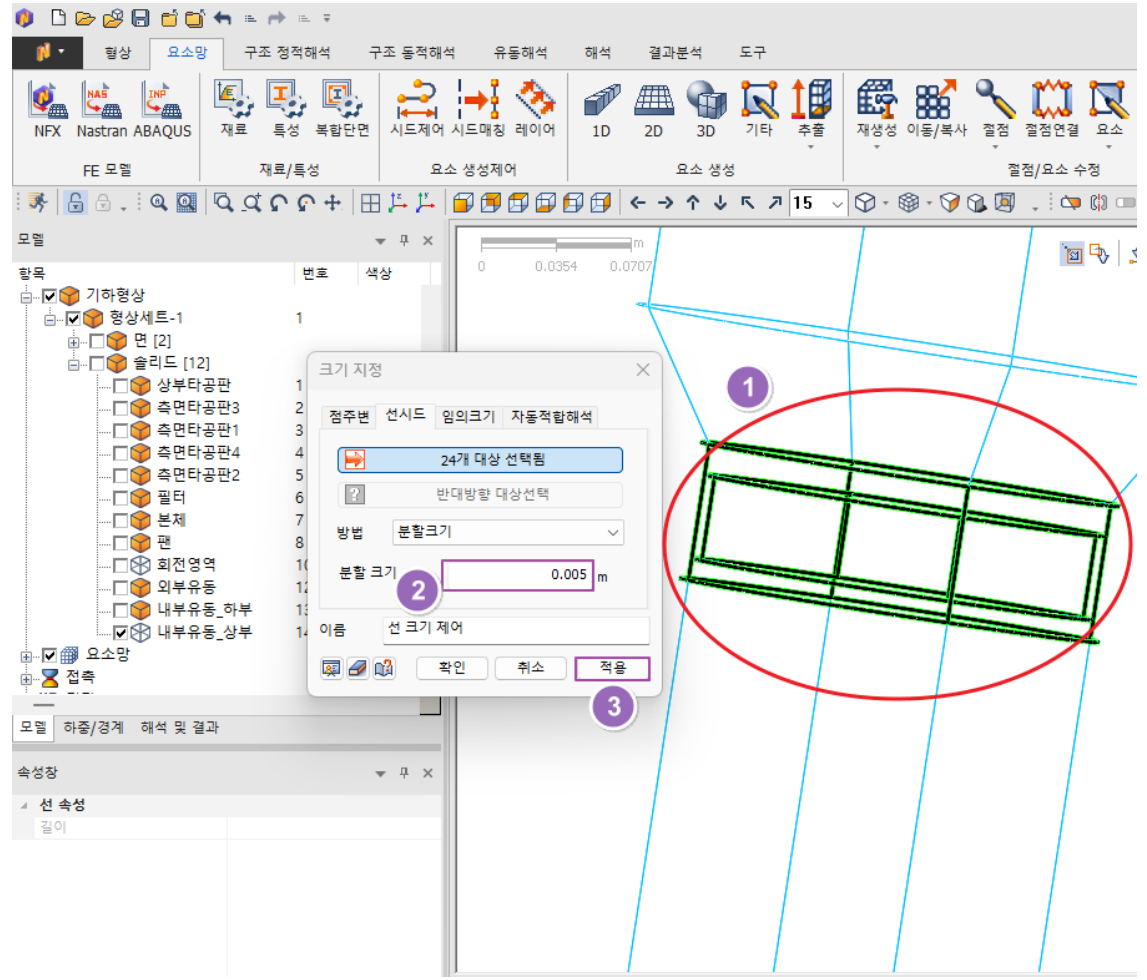 형상 요소망 구조 정적해석 구조 동적해석 유동해석 해석 결과분석 도구
NAS INP
NFX Nastran ABAQUS 재료 특성 복합단면 시드제어 시드매칭 레이어 1D 2D 3D 기타 추출 재생성 이동/복사 절점 절점연결 요소
FE 모델 재료/특성 요소 생성제어 요소 생성 절점/요소 수정
15
모델
항목 번호 색상
기하형상
형상세트-1 1
면 [2]
솔리드 [12]
상부타공판 1
측면타공판3 2
측면타공판1 3
측면타공판4 4
측면타공판2 5
필터 6
본체 7
팬 8
회전영역 10
외부유동 12
내부유동_하부 13
내부유동_상부 14
요소망
접촉
모델 하중/경계 해석 및 결과
속성창
선 속성
길이
크기 지정
점주변 선시드 임의크기 자동적합해석
24개 대상 선택됨
반대방향 대상선택
방법 분할크기
분할 크기 0.005 m
2
이름 선 크기 제어
확인 취소 적용
3
m
0 0.0354 0.0707
1